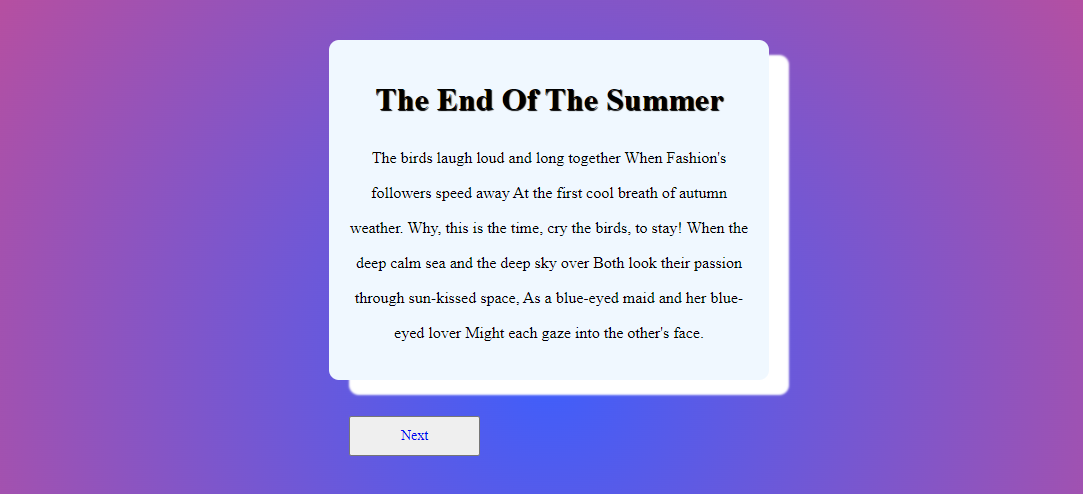 The End Of The Summer
The birds laugh loud and long together When Fashion's
followers speed away At the first cool breath of autumn
weather. Why, this is the time, cry the birds, to stay! When the
deep calm sea and the deep sky over Both look their passion
through sun-kissed space, As a blue-eyed maid and her blue-
eyed lover Might each gaze into the other's face.
Next